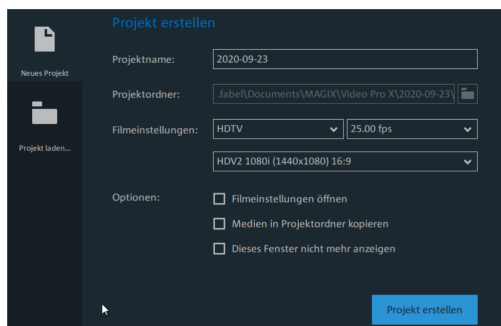 Projekt erstellen
Neues Projekt
Projekt laden...
Projektname:
2020-09-23
Projektordner:
.fabel\Documents\MAGIX\Video Pro X\2020-09-23\
Filmeinstellungen:
HDTV
25.00 fps
HDV2 1080i (1440x1080) 16:9
Optionen:
Filmeinstellungen öffnen
Medien in Projektordner kopieren
Dieses Fenster nicht mehr anzeigen
Projekt erstellen